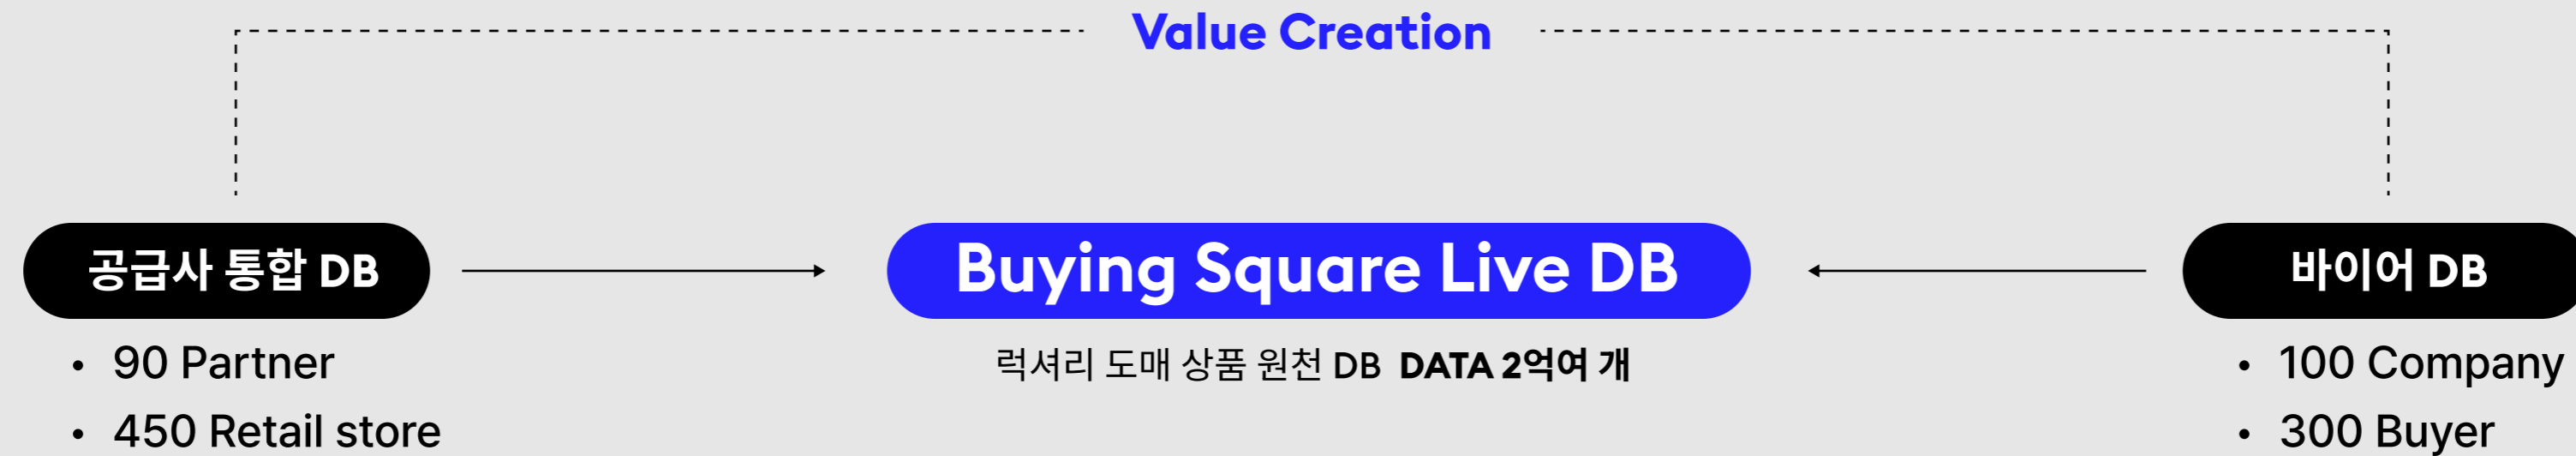 Value Creation
공급사 통합 DB
• 90 Partner
• 450 Retail store
Buying Square Live DB
럭셔리 도매 상품 원천 DB DATA 2억여 개
바이어 DB
• 100 Company
• 300 Buyer